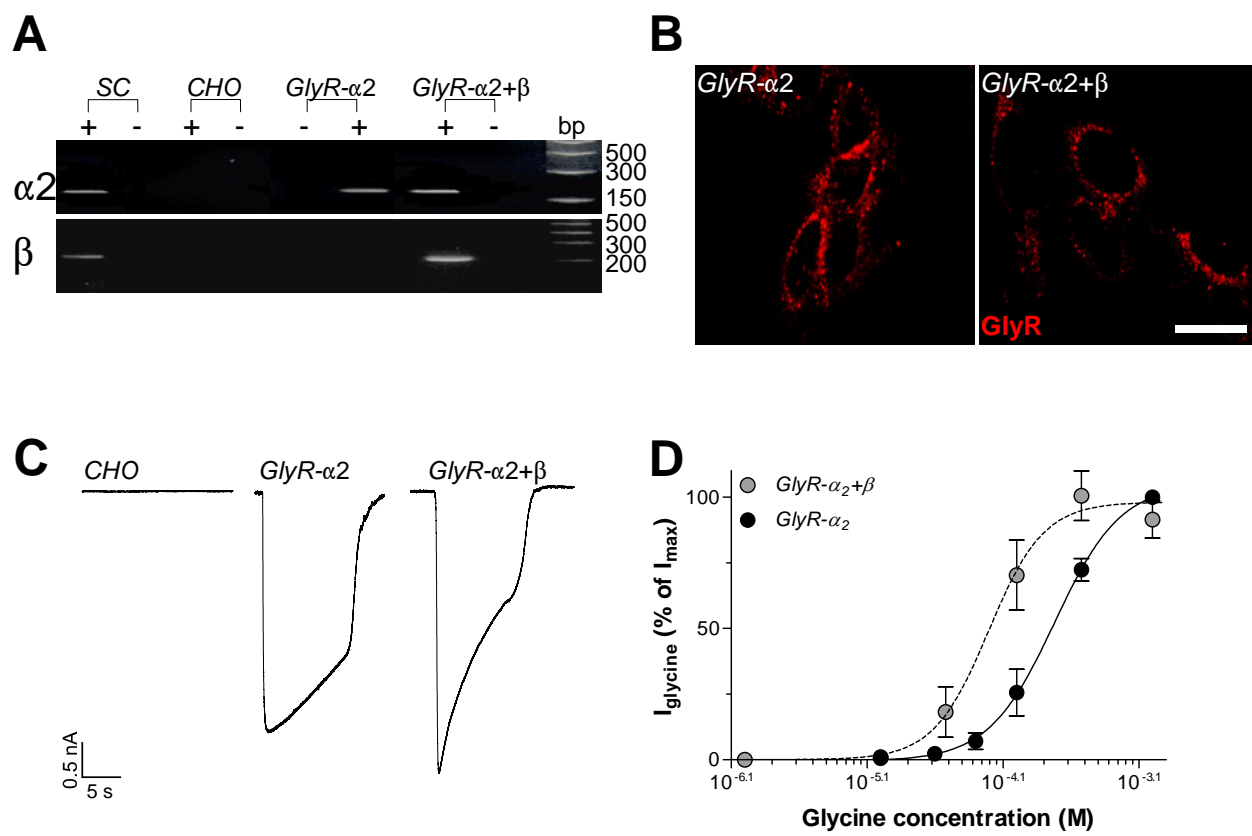 A
SC CHO GlyR-α2 GlyR-α2+β
+ - + - - + + - bp
α2
500
300
150
β
500
300
200
B
GlyR-α2 GlyR-α2+β
GlyR
C
CHO GlyR-α2 GlyR-α2+β
0.5 nA
5 s
D
GlyR-α2+β
GlyR-α2
100
50
0
Iglycine (% of Imax)
10-6.1 10-5.1 10-4.1 10-3.1
Glycine concentration (M)